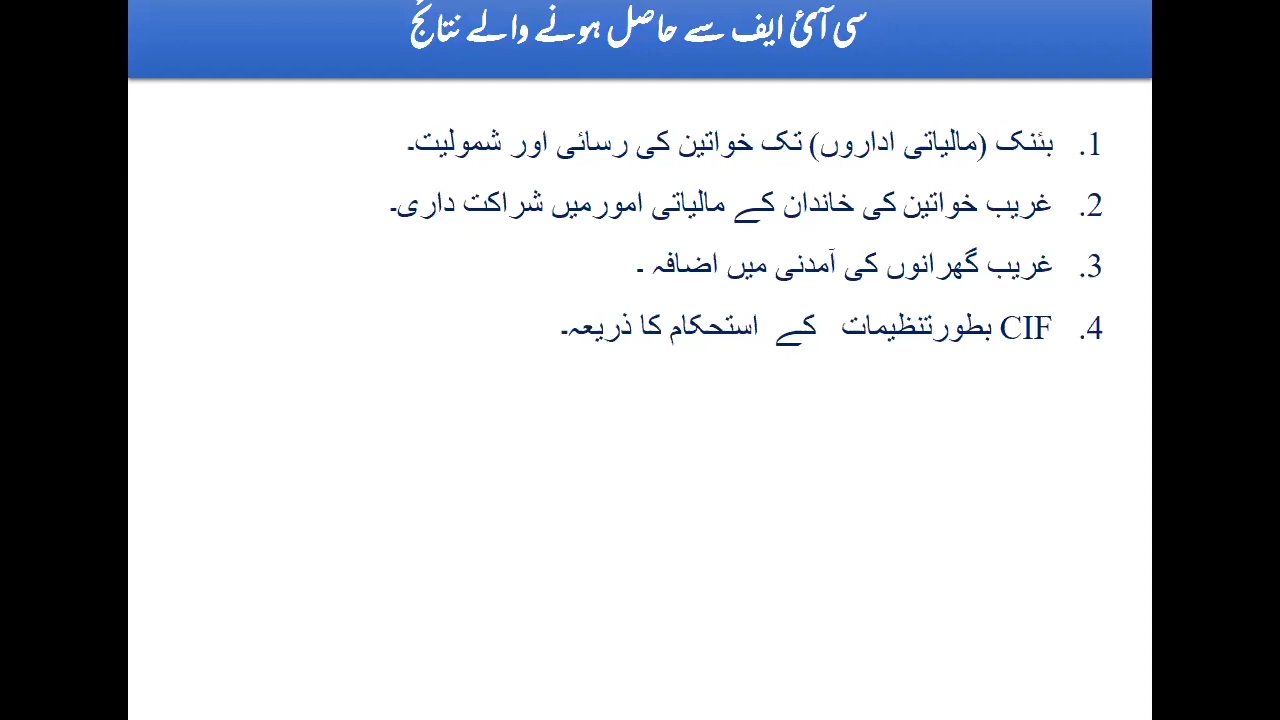 سی آئ ایف سے حاصل ہونے والے نتائج
1. بئنک (مالیاتی اداروں) تک خواتین کی رسائی اور شمولیت۔
2. غریب خواتین کی خاندان کے مالیاتی امورمیں شراکت داری۔
3. غریب گھرانوں کی آمدنی میں اضافہ ۔
4. CIF بطورتنظیمات کے استحکام کا ذریعہ۔